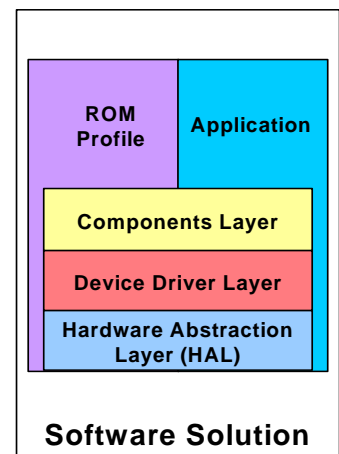 ROM
Profile
Application
Components Layer
Device Driver Layer
Hardware Abstraction
Layer (HAL)
Software Solution